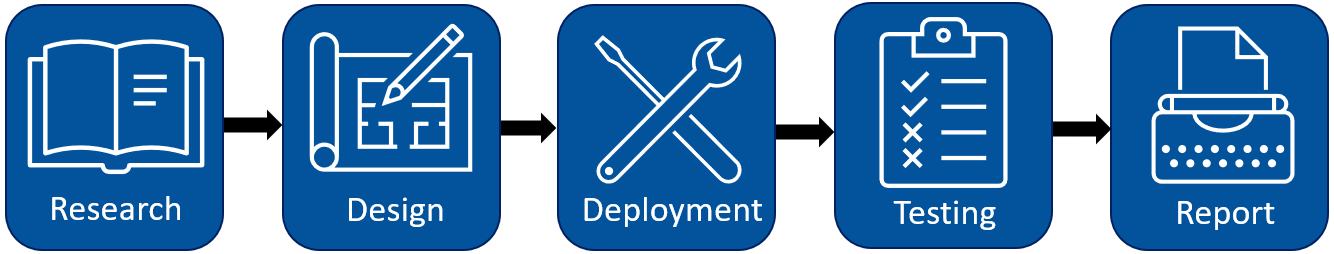 Research
Design
Deployment
Testing
Report